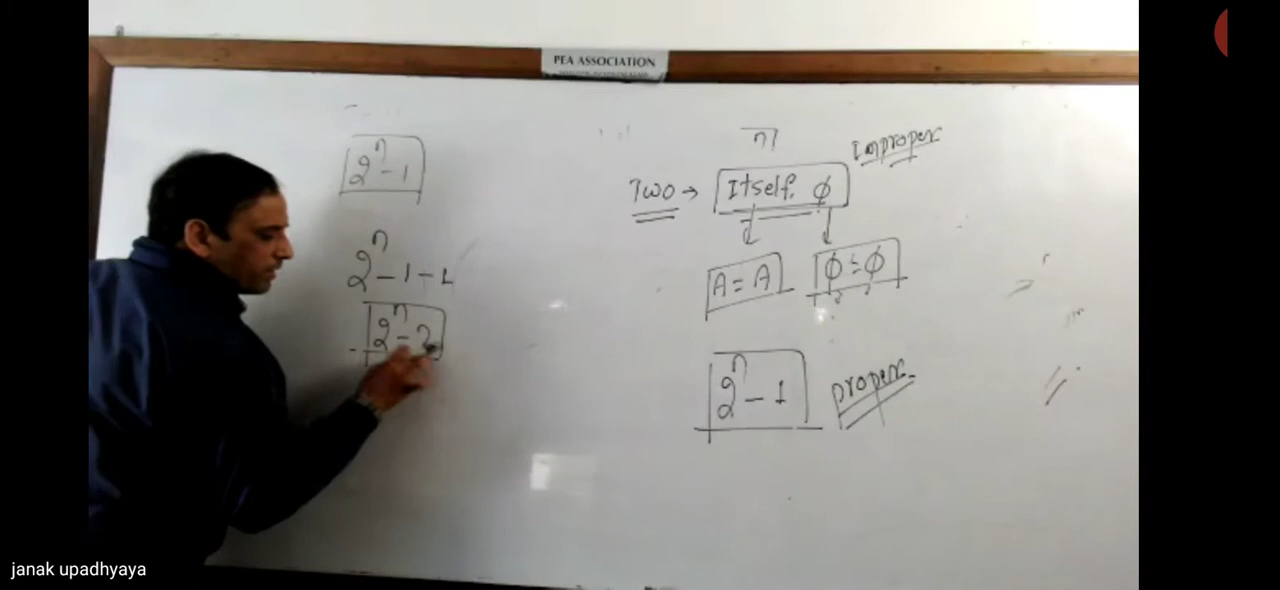 PEA ASSOCIATION
2ⁿ - 1
2ⁿ - 1 - 1
2ⁿ - 2
n
Improper
Two → Itself, ϕ
A = A
ϕ = ϕ
2ⁿ - 1 proper
janak upadhyaya